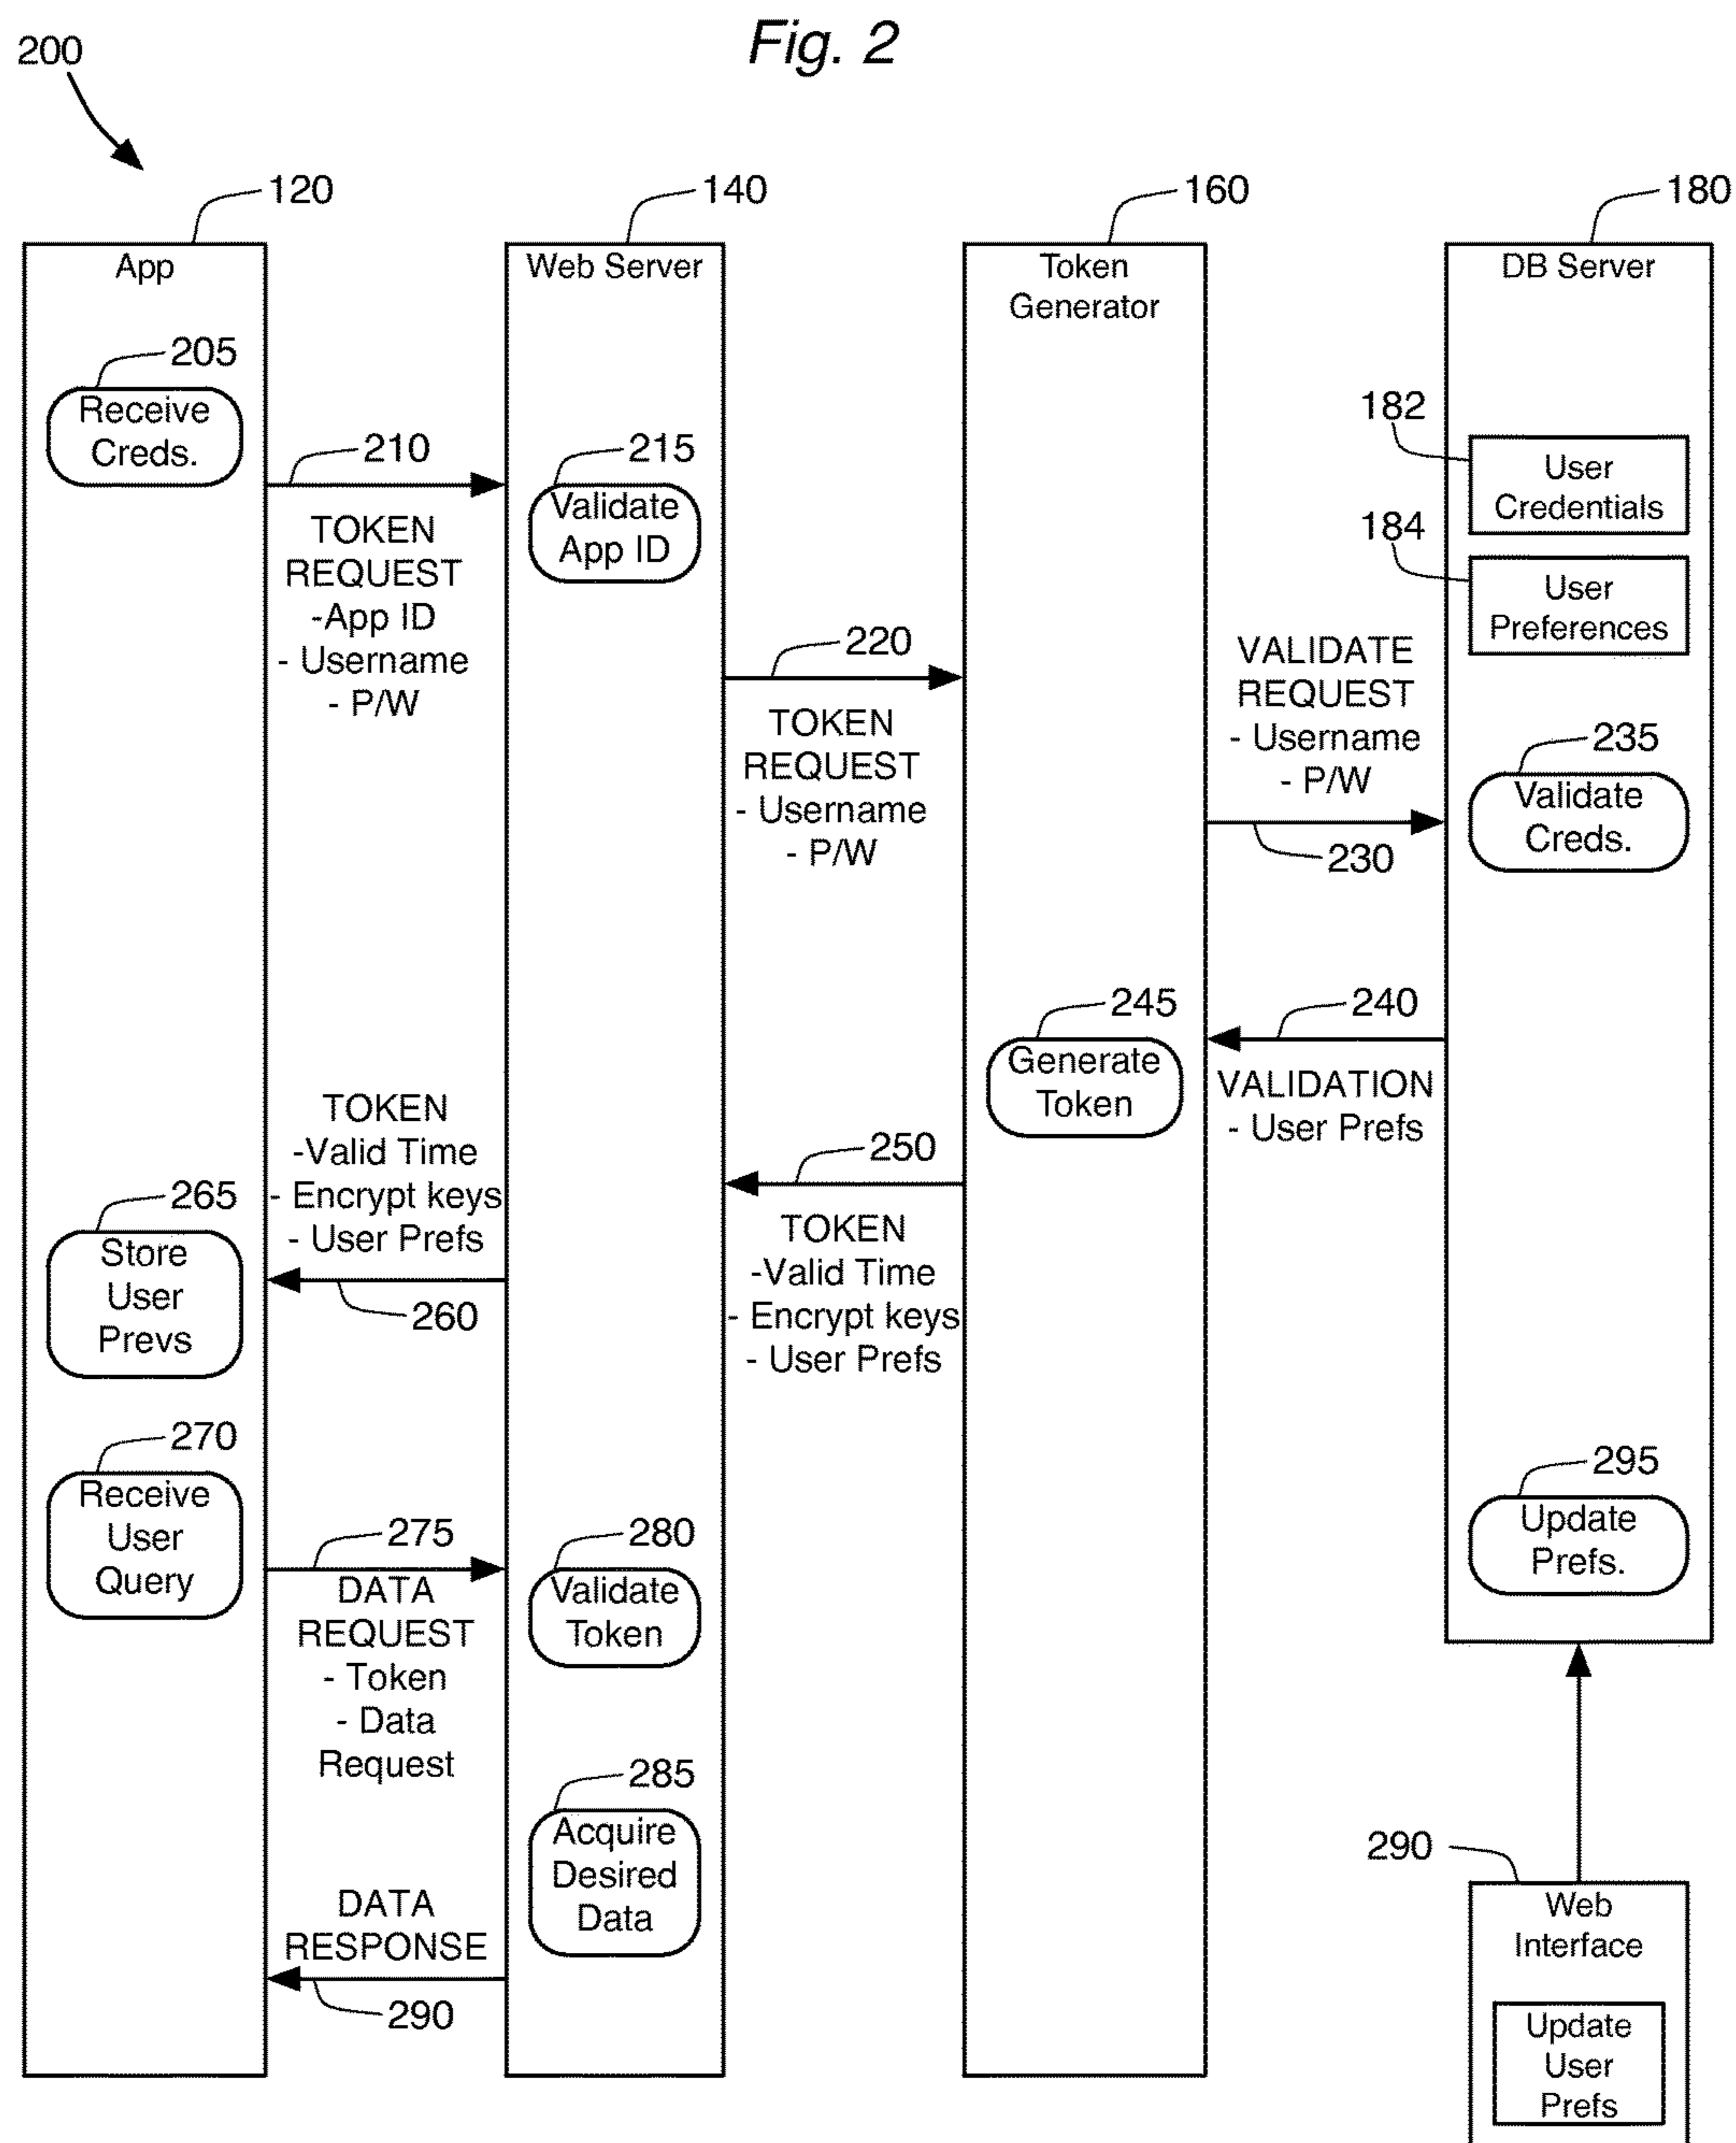 Fig. 2
200
120
140
160
180
App
Web Server
Token
Generator
DB Server
205
Receive
Creds.
210
TOKEN
REQUEST
-App ID
- Username
- P/W
215
Validate
App ID
220
TOKEN
REQUEST
- Username
- P/W
182
User
Credentials
184
User
Preferences
VALIDATE
REQUEST
- Username
- P/W
230
235
Validate
Creds.
240
VALIDATION
- User Prefs
245
Generate
Token
250
TOKEN
-Valid Time
- Encrypt keys
- User Prefs
TOKEN
-Valid Time
- Encrypt keys
- User Prefs
260
265
Store
User
Prevs
270
Receive
User
Query
275
DATA
REQUEST
- Token
- Data
Request
280
Validate
Token
285
Acquire
Desired
Data
DATA
RESPONSE
290
295
Update
Prefs.
290
Web
Interface
Update
User
Prefs